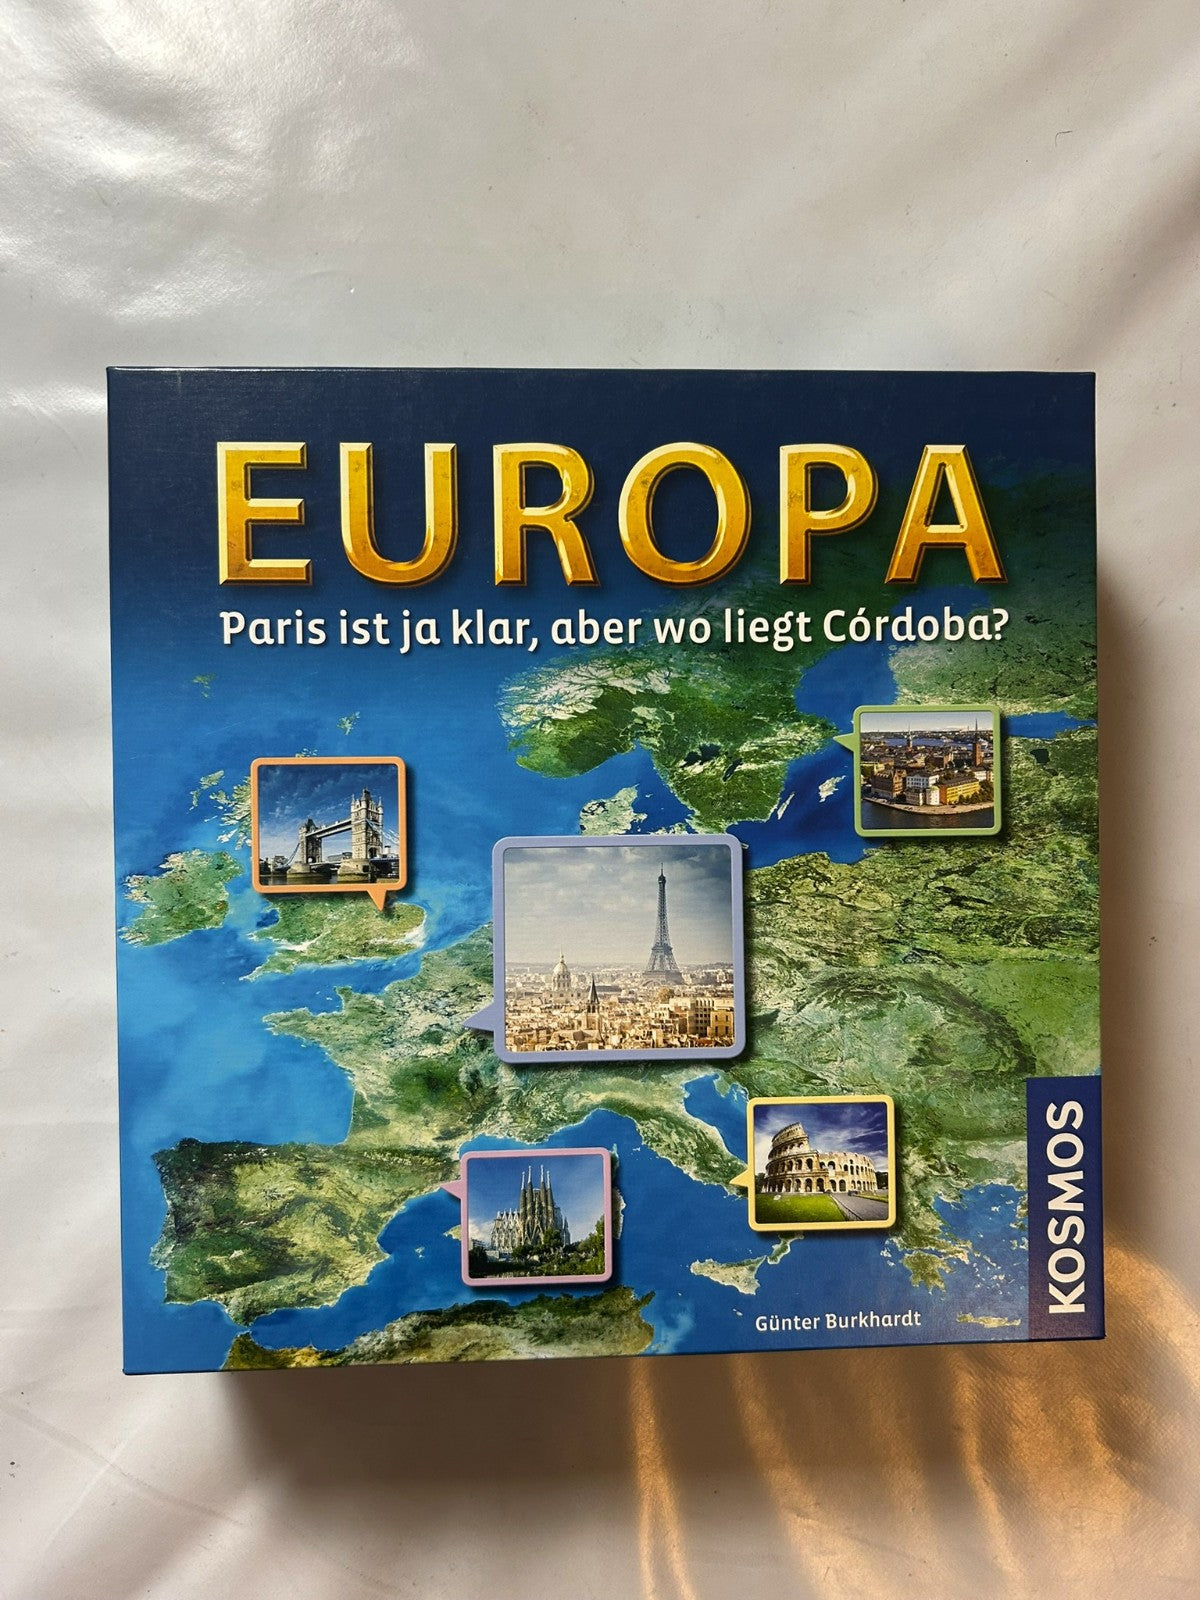 EUROPA
Paris ist ja klar, aber wo liegt Córdoba?
KOSMOS
Günter Burkhardt